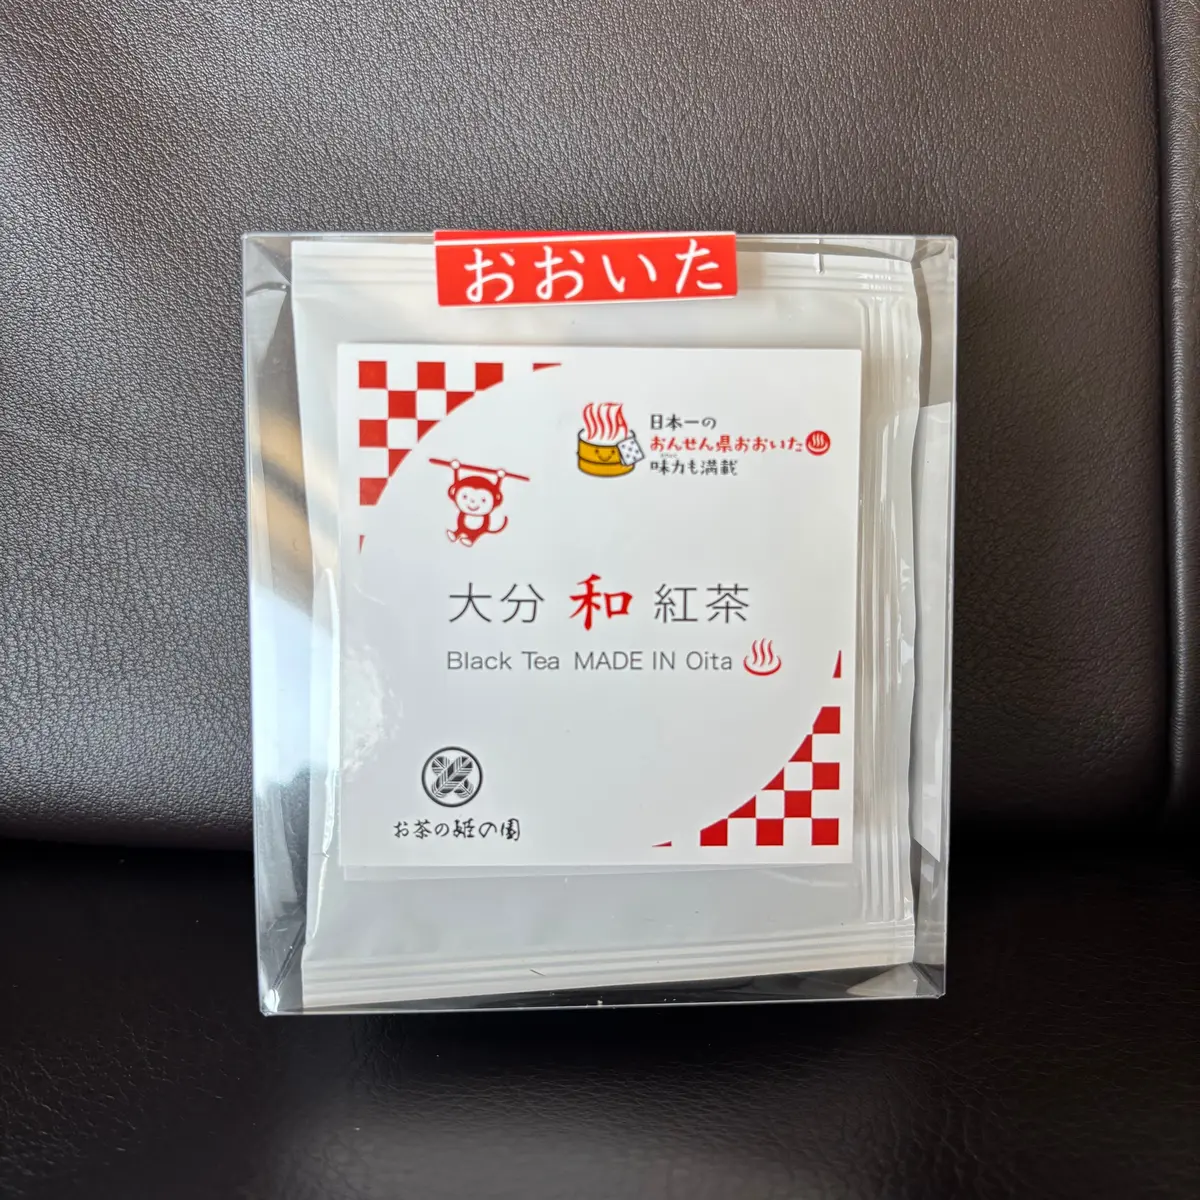 おおいた
OITA
日本一の
おんせん県おおいた♨
味力も満載
大分 和 紅茶
Black Tea MADE IN Oita ♨
お茶の姫の園